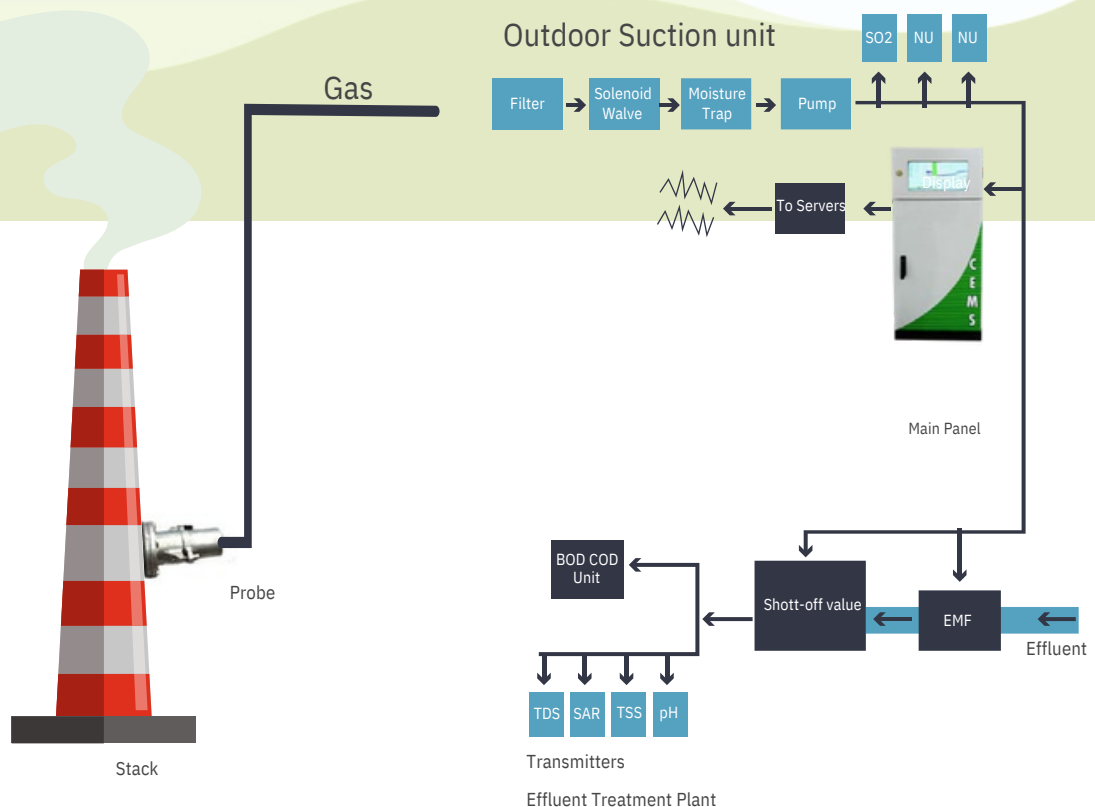 Outdoor Suction unit
SO2
NU
NU
Gas
Filter
Solenoid
Walve
Moisture
Trap
Pump
Display
To Servers
C
E
M
S
Main Panel
BOD COD
Unit
Probe
Shott-off value
EMF
Effluent
TDS
SAR
TSS
pH
Transmitters
Stack
Effluent Treatment Plant